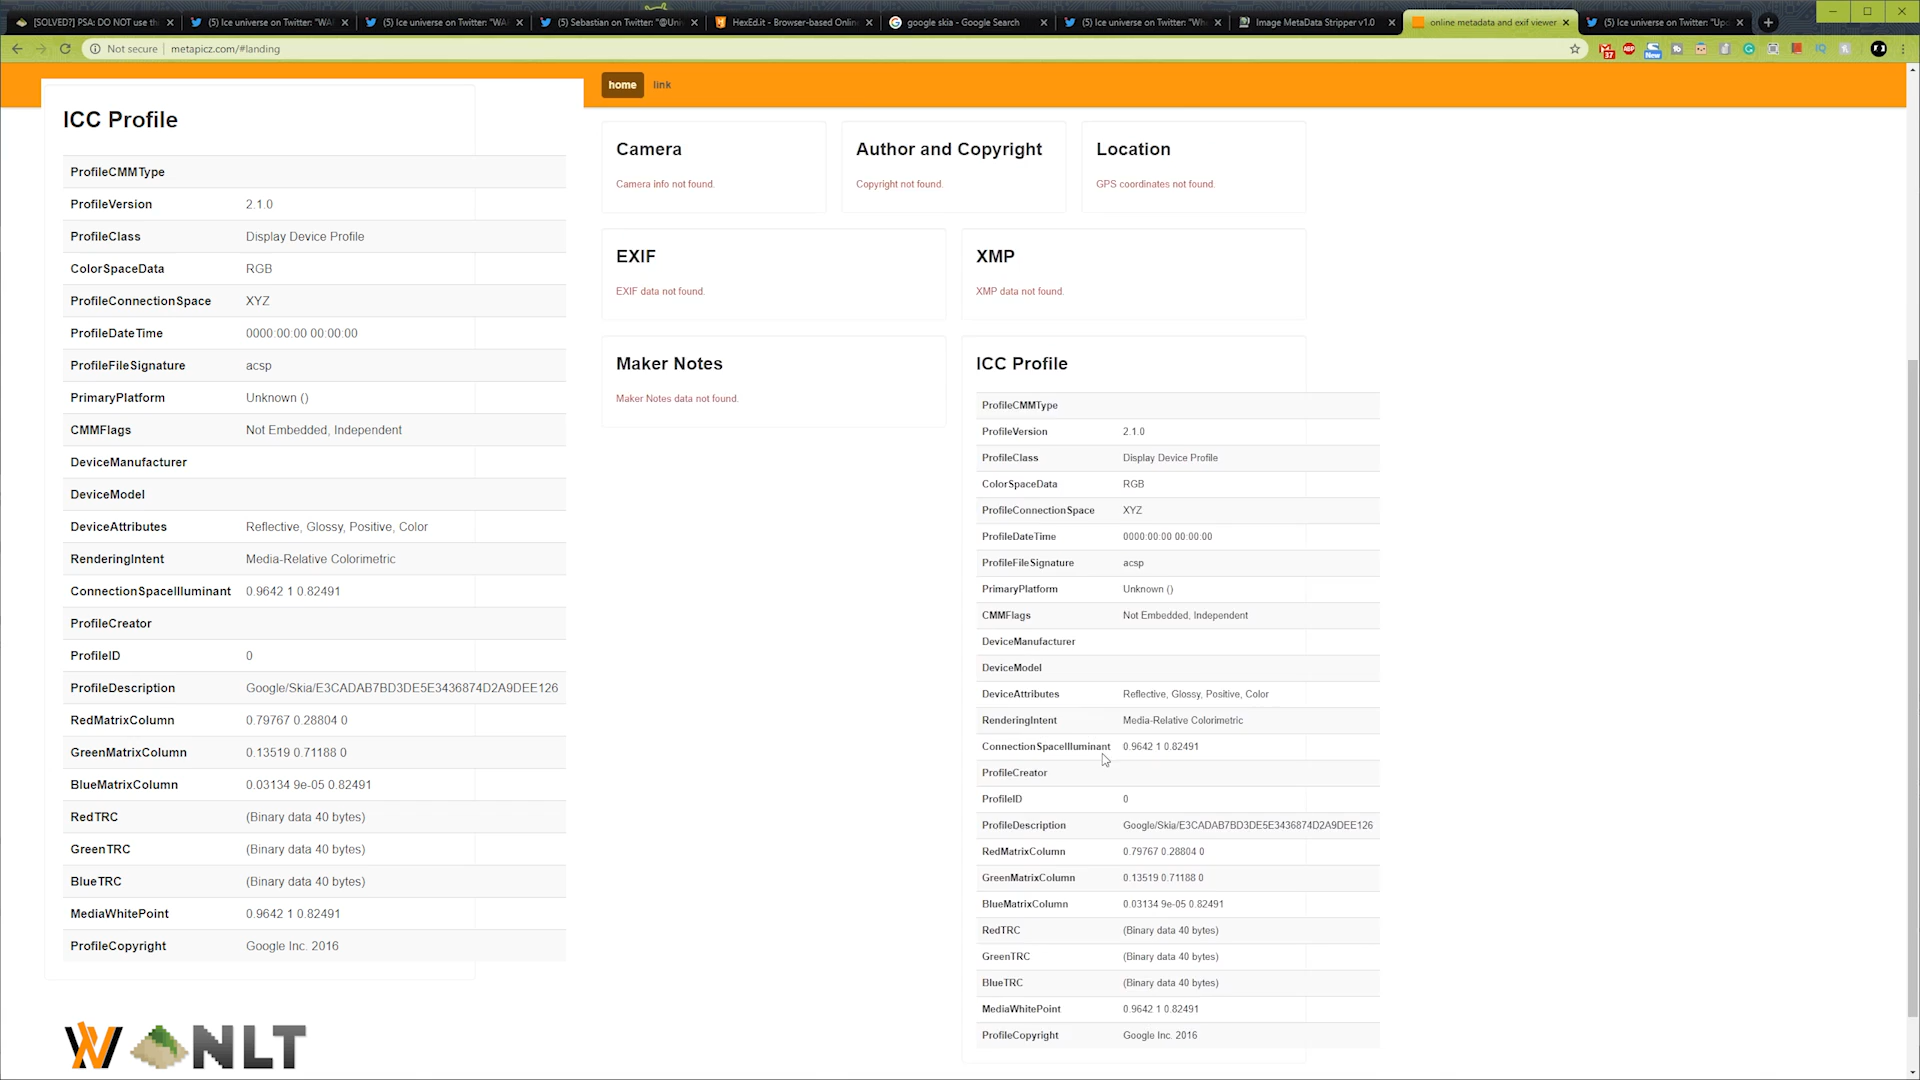 [SOLVED?] PSA: DO NOT use th
(5) Ice universe on Twitter: "WAI
(5) Ice universe on Twitter: "WA
(5) Sebastian on Twitter: "@Uni
HexEd.it - Browser-based Onlin
google skia - Google Search
(5) Ice universe on Twitter: "Wh
Image MetaData Stripper v1.0
online metadata and exif viewer
(5) Ice universe on Twitter: "Up
Not secure | metapicz.com/#landing
37
ABP
New
home
link
ICC Profile
ProfileCMMType
ProfileVersion 2.1.0
ProfileClass Display Device Profile
ColorSpaceData RGB
ProfileConnectionSpace XYZ
ProfileDateTime 0000:00:00 00:00:00
ProfileFileSignature acsp
PrimaryPlatform Unknown ()
CMMFlags Not Embedded, Independent
DeviceManufacturer
DeviceModel
DeviceAttributes Reflective, Glossy, Positive, Color
RenderingIntent Media-Relative Colorimetric
ConnectionSpaceIlluminant 0.9642 1 0.82491
ProfileCreator
ProfileID 0
ProfileDescription Google/Skia/E3CADAB7BD3DE5E3436874D2A9DEE126
RedMatrixColumn 0.79767 0.28804 0
GreenMatrixColumn 0.13519 0.71188 0
BlueMatrixColumn 0.03134 9e-05 0.82491
RedTRC (Binary data 40 bytes)
GreenTRC (Binary data 40 bytes)
BlueTRC (Binary data 40 bytes)
MediaWhitePoint 0.9642 1 0.82491
ProfileCopyright Google Inc. 2016
NLT
Camera
Camera info not found.
Author and Copyright
Copyright not found.
Location
GPS coordinates not found.
EXIF
EXIF data not found.
XMP
XMP data not found.
Maker Notes
Maker Notes data not found.
ICC Profile
ProfileCMMType
ProfileVersion 2.1.0
ProfileClass Display Device Profile
ColorSpaceData RGB
ProfileConnectionSpace XYZ
ProfileDateTime 0000:00:00 00:00:00
ProfileFileSignature acsp
PrimaryPlatform Unknown ()
CMMFlags Not Embedded, Independent
DeviceManufacturer
DeviceModel
DeviceAttributes Reflective, Glossy, Positive, Color
RenderingIntent Media-Relative Colorimetric
ConnectionSpaceIlluminant 0.9642 1 0.82491
ProfileCreator
ProfileID 0
ProfileDescription Google/Skia/E3CADAB7BD3DE5E3436874D2A9DEE126
RedMatrixColumn 0.79767 0.28804 0
GreenMatrixColumn 0.13519 0.71188 0
BlueMatrixColumn 0.03134 9e-05 0.82491
RedTRC (Binary data 40 bytes)
GreenTRC (Binary data 40 bytes)
BlueTRC (Binary data 40 bytes)
MediaWhitePoint 0.9642 1 0.82491
ProfileCopyright Google Inc. 2016